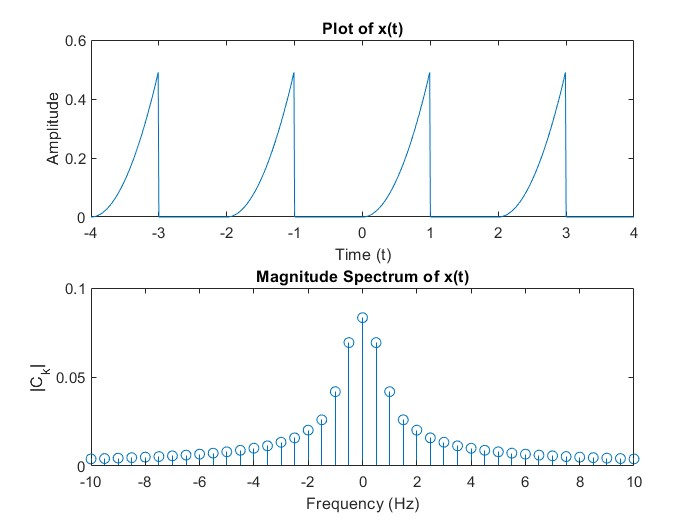 Plot of x(t)
0.6
0.4
0.2
0
Amplitude
-4 -3 -2 -1 0 1 2 3 4
Time (t)
Magnitude Spectrum of x(t)
0.1
0.05
0
|Ck|
-10 -8 -6 -4 -2 0 2 4 6 8 10
Frequency (Hz)